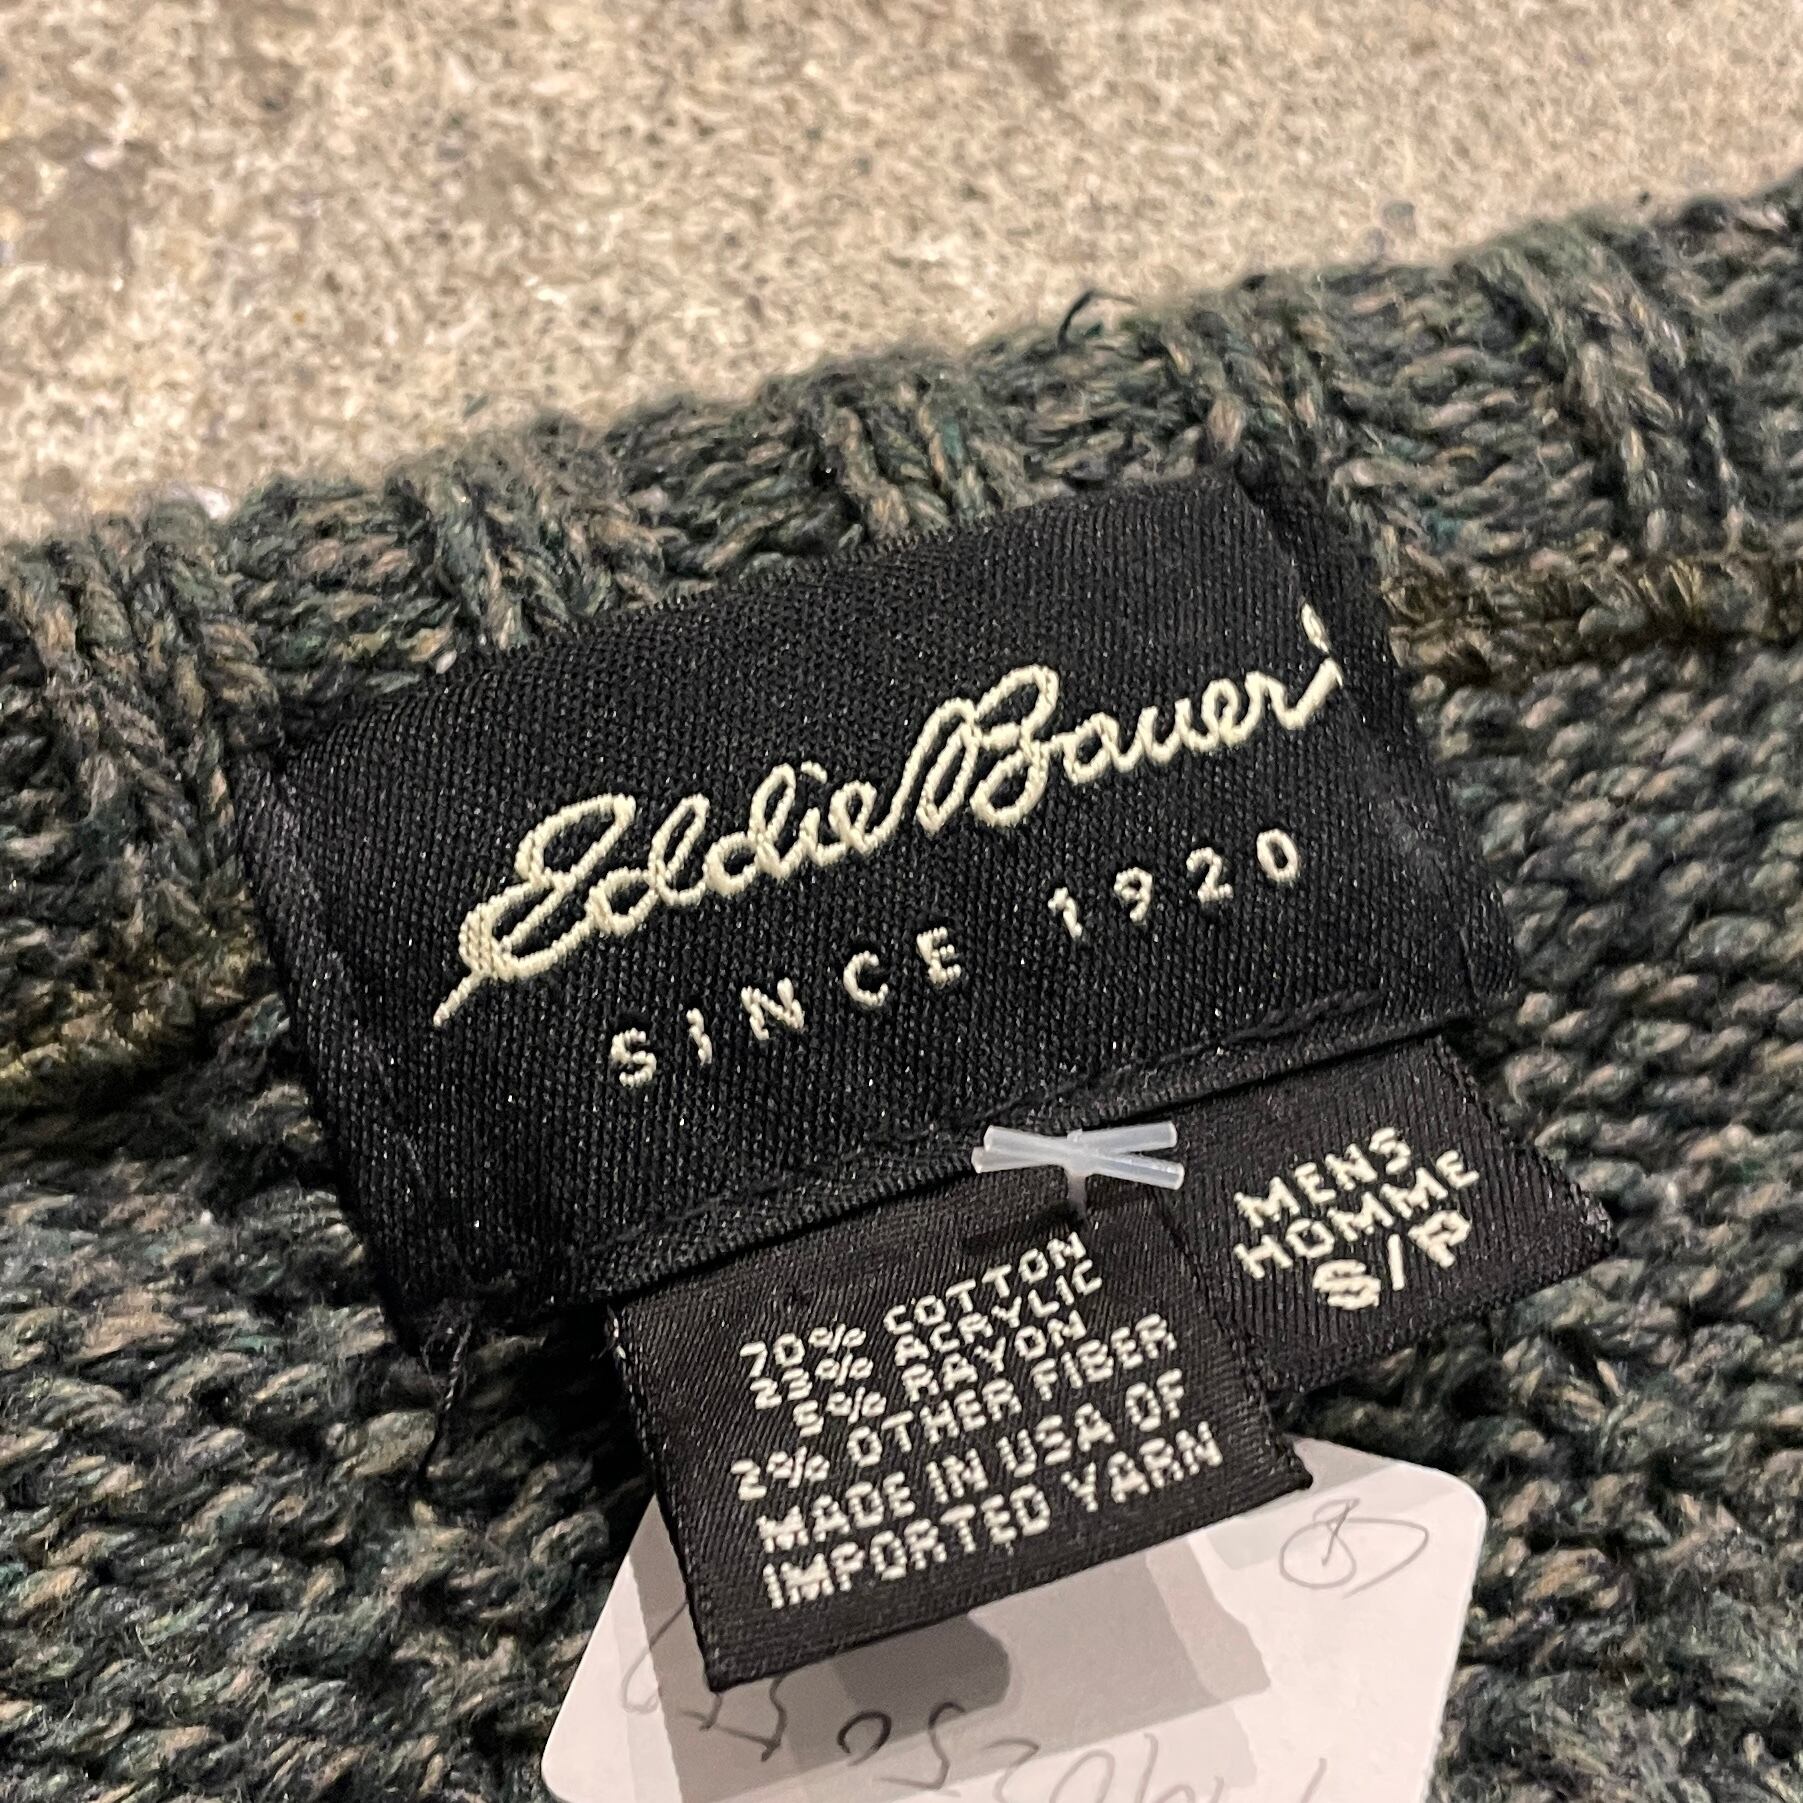 Eddie Bauer
SINCE 1920
MENS
HOMME
S/P
70% COTTON
23% ACRYLIC
5% RAYON
2% OTHER FIBER
MADE IN USA OF
IMPORTED YARN